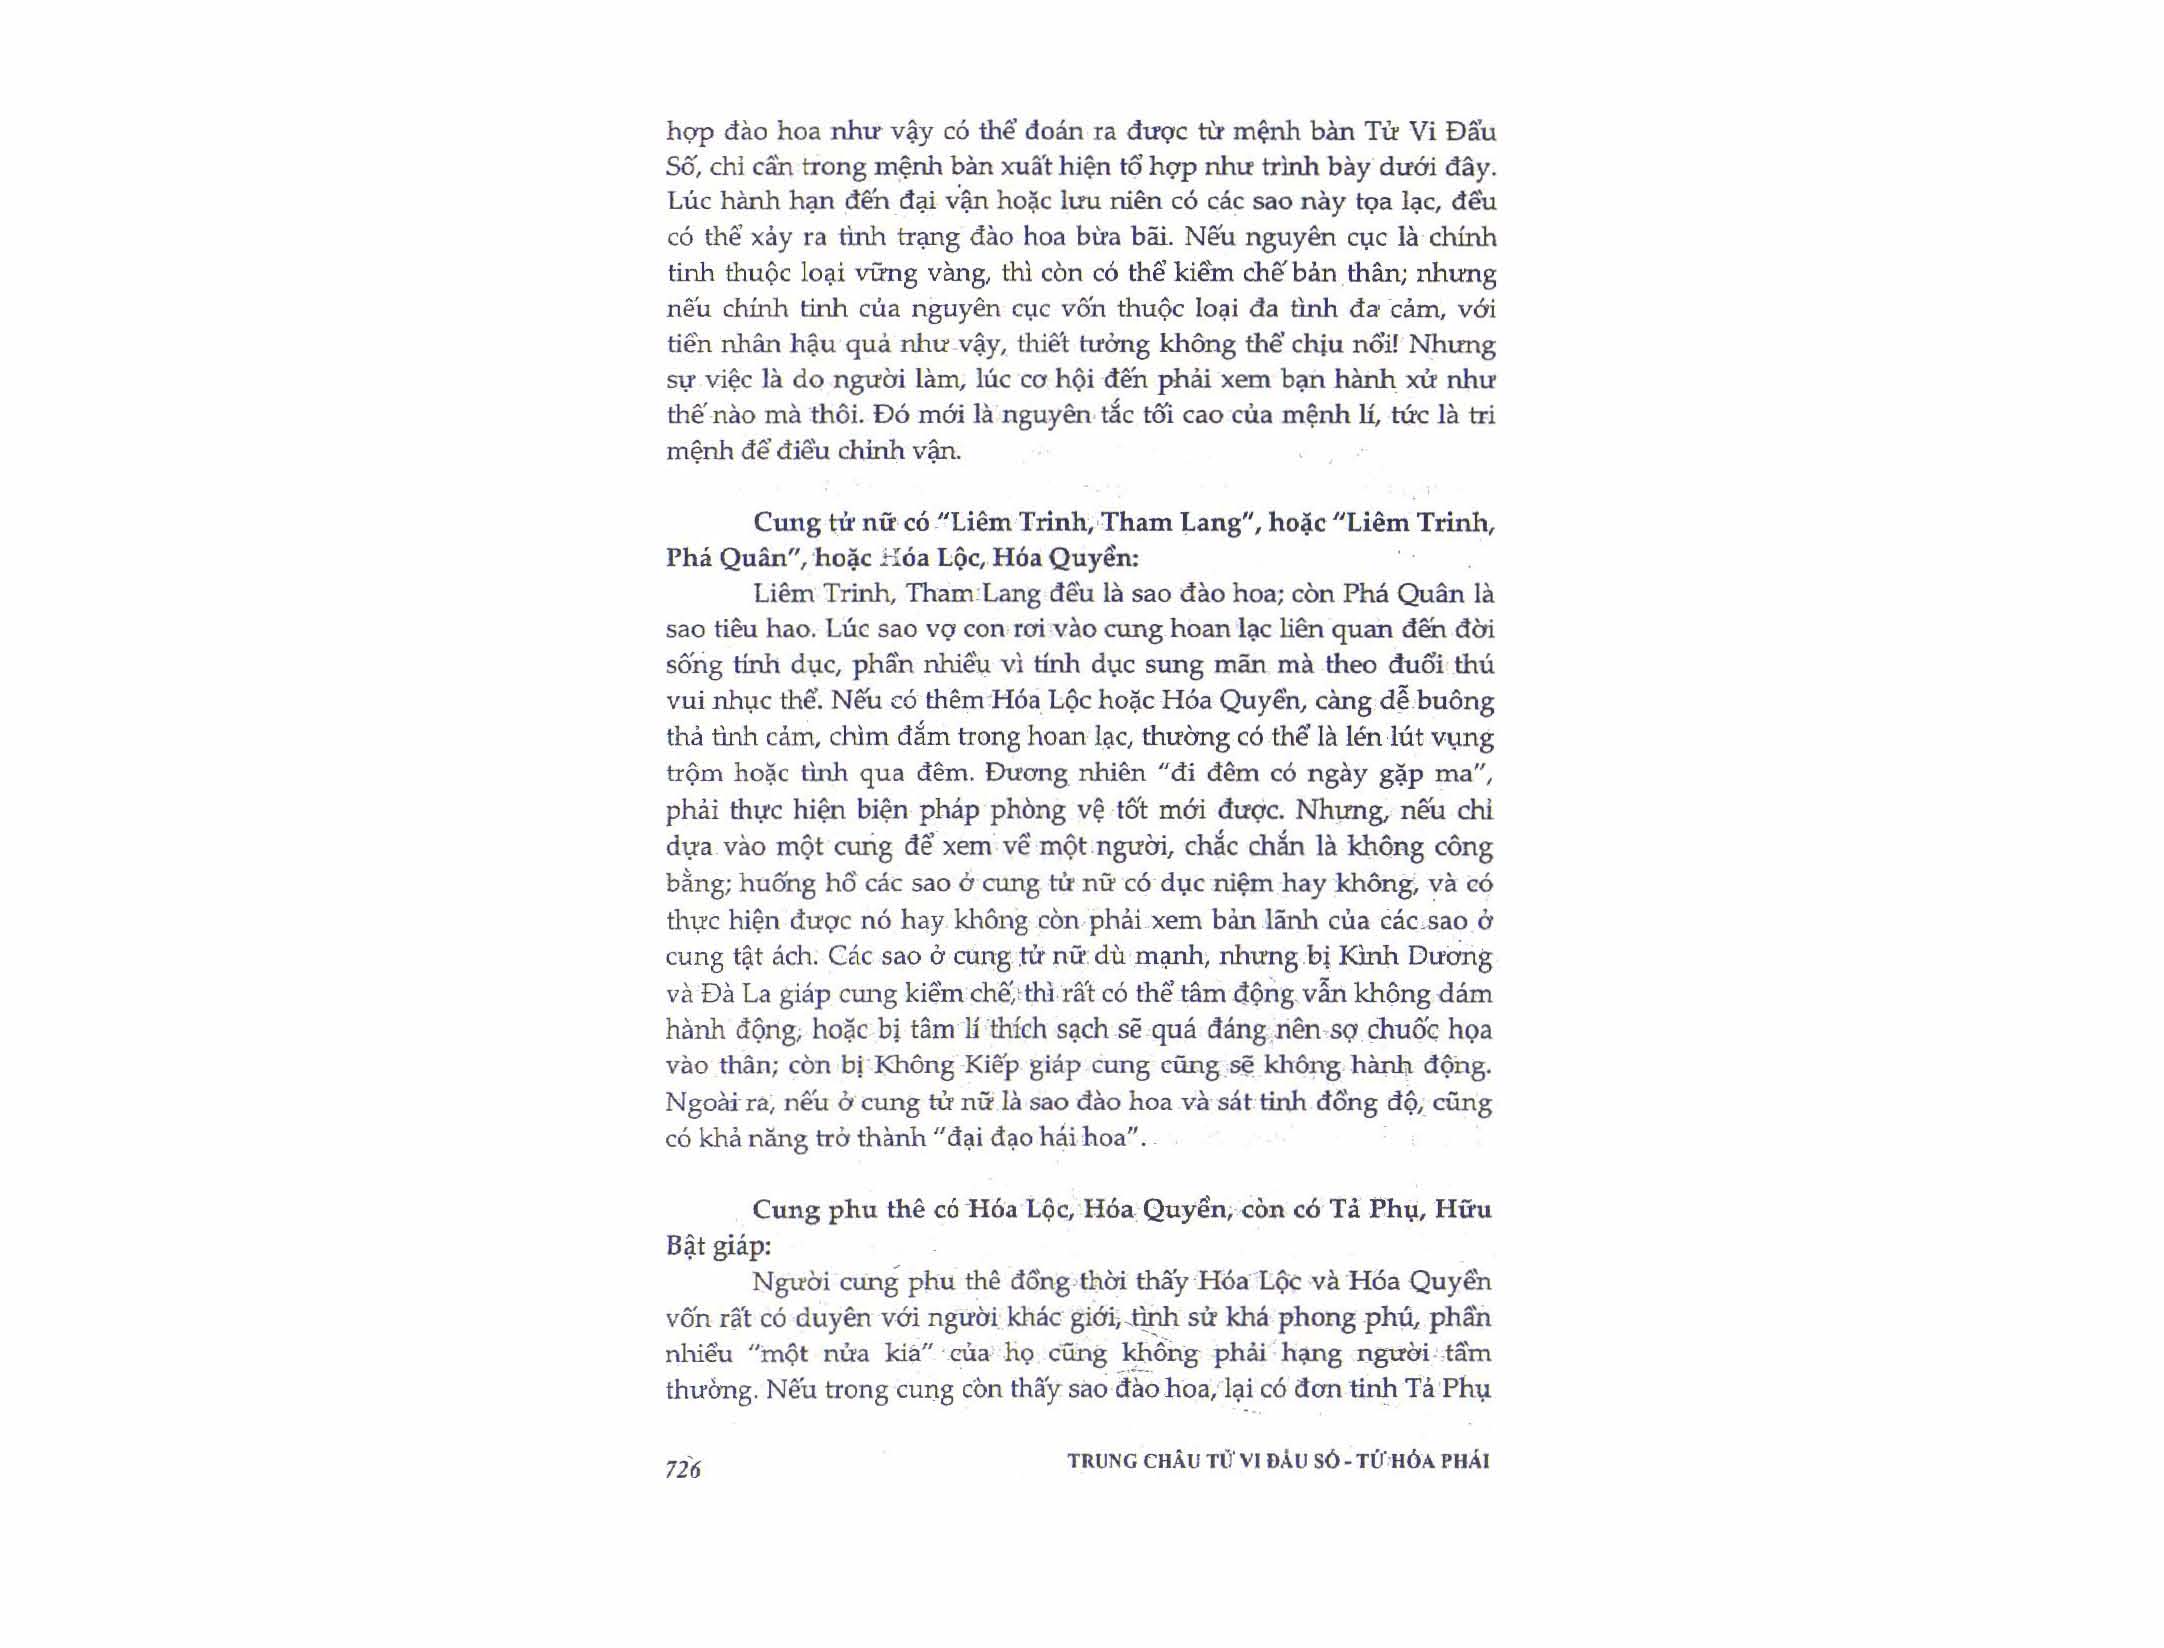 hợp đào hoa như vậy có thể đoán ra được từ mệnh bàn Tử Vi Đẩu
Số, chỉ cần trong mệnh bàn xuất hiện tổ hợp như trình bày dưới đây.
Lúc hành hạn đến đại vận hoặc lưu niên có các sao này tọa lạc, đều
có thể xảy ra tình trạng đào hoa bừa bãi. Nếu nguyên cục là chính
tinh thuộc loại vững vàng, thì còn có thể kiềm chế bản thân; nhưng
nếu chính tinh của nguyên cục vốn thuộc loại đa tình đa cảm, với
tiền nhân hậu quả như vậy, thiết tưởng không thể chịu nổi! Nhưng
sự việc là do người làm, lúc cơ hội đến phải xem bạn hành xử như
thế nào mà thôi. Đó mới là nguyên tắc tối cao của mệnh lí, tức là tri
mệnh để điều chỉnh vận.
Cung tử nữ có "Liêm Trinh, Tham Lang", hoặc "Liêm Trinh,
Phá Quân", hoặc Hóa Lộc, Hóa Quyền:
Liêm Trinh, Tham Lang đều là sao đào hoa; còn Phá Quân là
sao tiêu hao. Lúc sao vợ con rơi vào cung hoan lạc liên quan đến đời
sống tính dục, phần nhiều vì tính dục sung mãn mà theo đuổi thú
vui nhục thể. Nếu có thêm Hóa Lộc hoặc Hóa Quyền, càng dễ buông
thả tình cảm, chìm đắm trong hoan lạc, thường có thể là lén lút vụng
trộm hoặc tình qua đêm. Đương nhiên "đi đêm có ngày gặp ma",
phải thực hiện biện pháp phòng vệ tốt mới được. Nhưng, nếu chỉ
dựa vào một cung để xem về một người, chắc chắn là không công
bằng; huống hồ các sao ở cung tử nữ có dục niệm hay không, và có
thực hiện được nó hay không còn phải xem bản lãnh của các sao ở
cung tật ách. Các sao ở cung tử nữ dù mạnh, nhưng bị Kình Dương
và Đà La giáp cung kiềm chế, thì rất có thể tâm động vẫn không dám
hành động, hoặc bị tâm lí thích sạch sẽ quá đáng nên sợ chuốc họa
vào thân; còn bị Không Kiếp giáp cung cũng sẽ không hành động.
Ngoài ra, nếu ở cung tử nữ là sao đào hoa và sát tinh đồng độ, cũng
có khả năng trở thành "đại đạo hái hoa".
Cung phu thê có Hóa Lộc, Hóa Quyền, còn có Tả Phụ, Hữu
Bật giáp:
Người cung phu thê đồng thời thấy Hóa Lộc và Hóa Quyền
vốn rất có duyên với người khác giới, tình sử khá phong phú, phần
nhiều "một nửa kia" của họ cũng không phải hạng người tầm
thường. Nếu trong cung còn thấy sao đào hoa, lại có đơn tinh Tả Phụ
726 TRUNG CHÂU TỬ VI ĐẨU SỐ - TỨ HÓA PHÁI